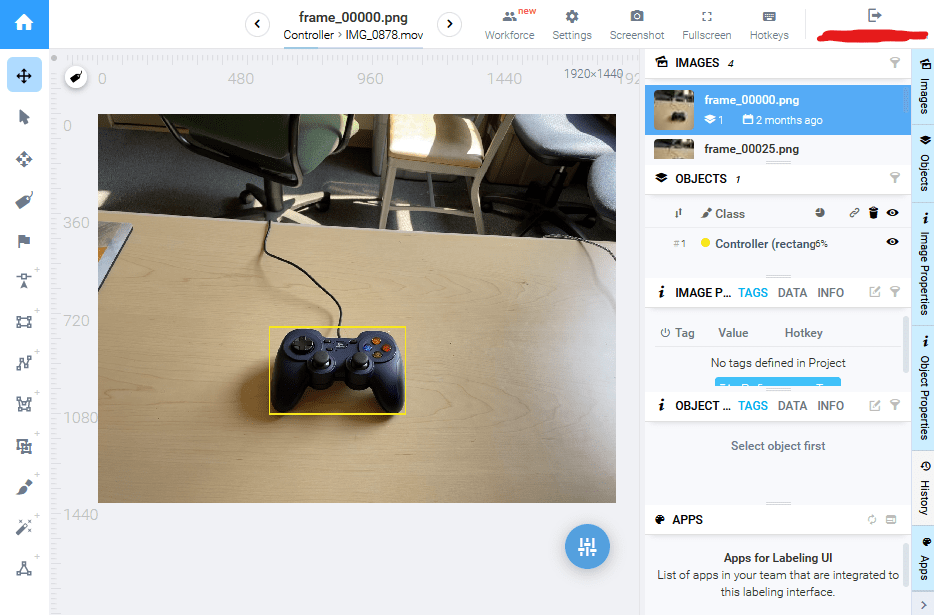 frame_00000.png
Controller › IMG_0878.mov
new
Workforce
Settings
Screenshot
Fullscreen
Hotkeys
0 480 960 1440 192
1920×1440
0
360
720
1080
1440
IMAGES 4
frame_00000.png
1 2 months ago
frame_00025.png
OBJECTS 1
Class
#1 Controller (rectang6%
IMAGE P... TAGS DATA INFO
Tag Value Hotkey
No tags defined in Project
OBJECT ... TAGS DATA INFO
Select object first
APPS
Apps for Labeling UI
List of apps in your team that are integrated to
this labeling interface.
Images
Objects
Image Properties
Object Properties
History
Apps